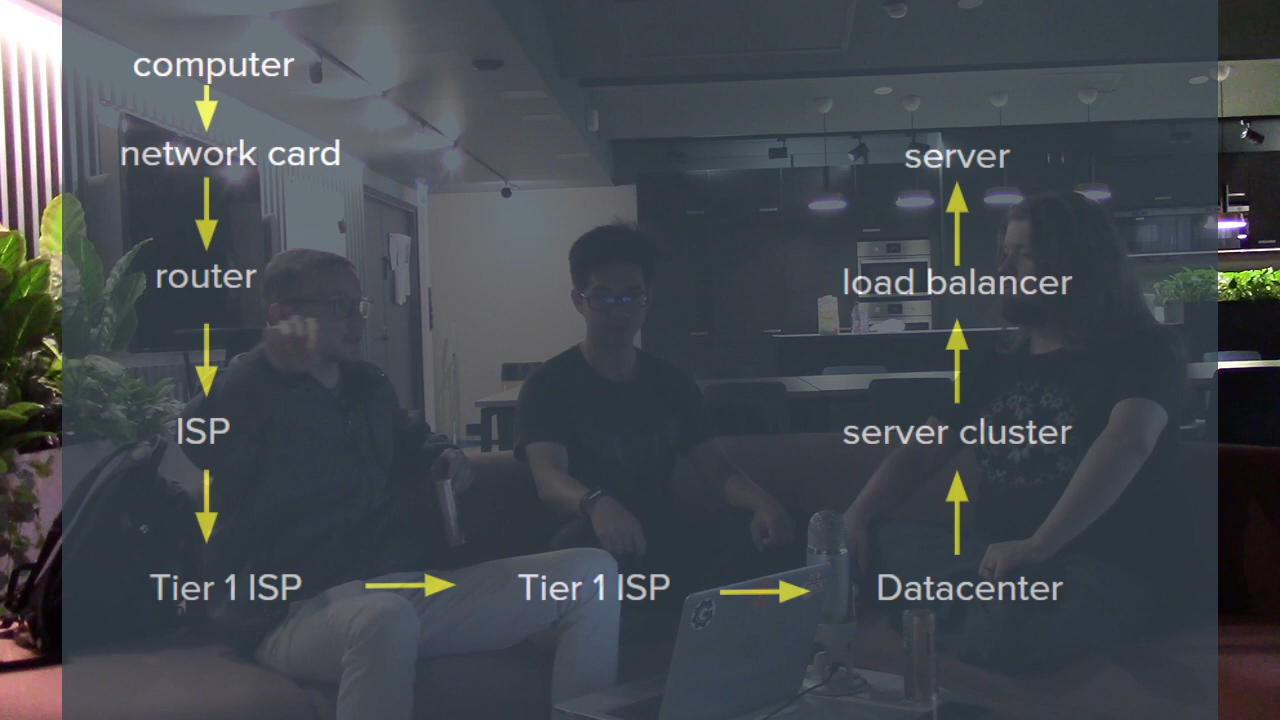 computer
network card
router
ISP
Tier 1 ISP
Tier 1 ISP
Datacenter
server cluster
load balancer
server